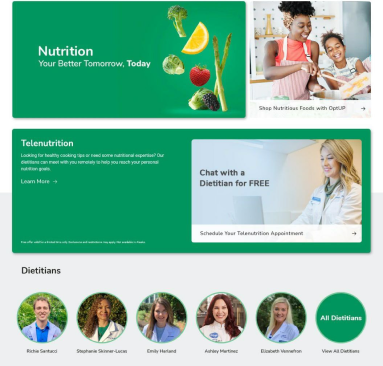 Nutrition
Your Better Tomorrow, Today
Shop Nutritious Foods with OptUP →
Telenutrition
Looking for healthy cooking tips or need some nutritional expertise? Our
dietitians can meet with you remotely to help you reach your personal
nutrition goals.
Learn More →
Chat with a
Dietitian for FREE
Schedule Your Telenutrition Appointment →
Dietitians
All Dietitians
Richie Santucci
Stephanie Skinner-Lucas
Emily Harland
Ashley Martinez
Elizabeth Vennefron
View All Dietitians